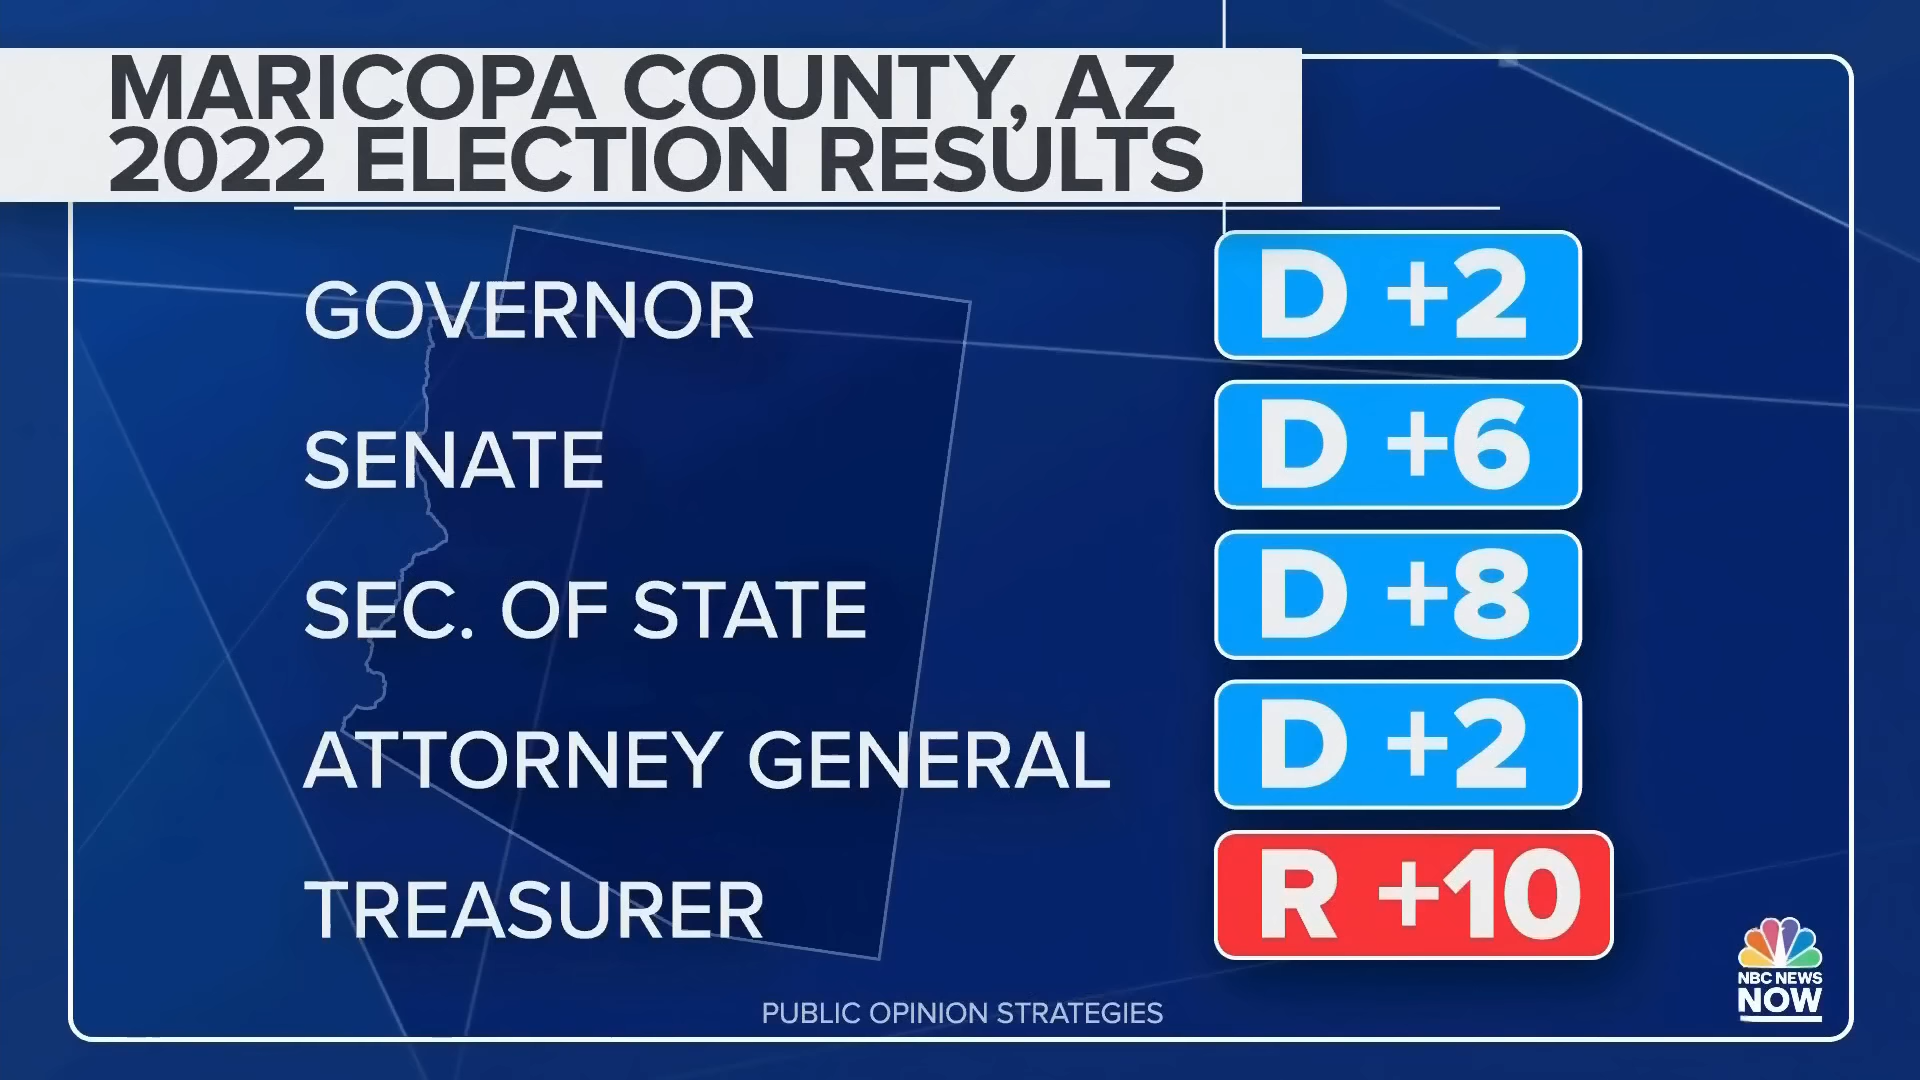 MARICOPA COUNTY, AZ
2022 ELECTION RESULTS
GOVERNOR D +2
SENATE D +6
SEC. OF STATE D +8
ATTORNEY GENERAL D +2
TREASURER R +10
PUBLIC OPINION STRATEGIES
NBC NEWS
NOW